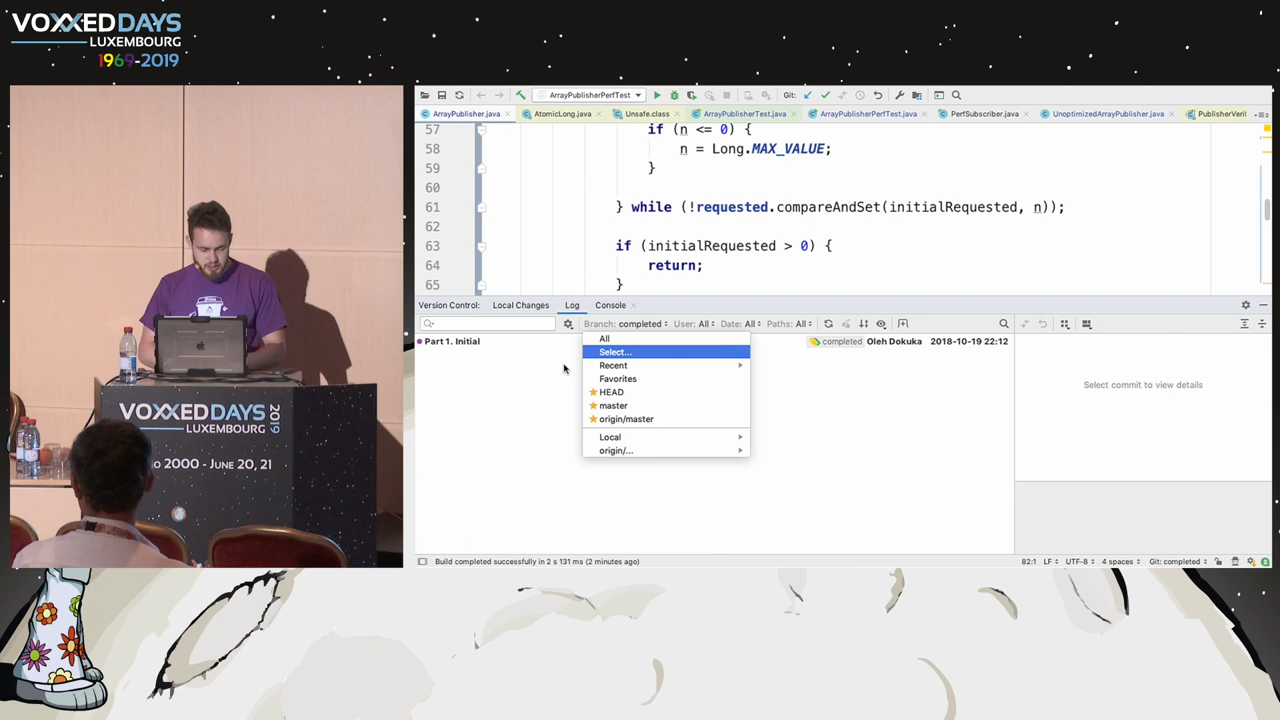 VOXXEDDAYS
LUXEMBOURG
1969-2019
VOXXEDDAYS
LUXEMBOURG
2019
o 2000 - JUNE 20, 21
ArrayPublisherPerfTest
Git:
ArrayPublisher.java
AtomicLong.java
Unsafe.class
ArrayPublisherTest.java
ArrayPublisherPerfTest.java
PerfSubscriber.java
UnoptimizedArrayPublisher.java
PublisherVeri
57 if (n <= 0) {
58 n = Long.MAX_VALUE;
59 }
60
61 } while (!requested.compareAndSet(initialRequested, n));
62
63 if (initialRequested > 0) {
64 return;
65 }
Version Control: Local Changes Log Console
Branch: completed User: All Date: All Paths: All
Part 1. Initial completed Oleh Dokuka 2018-10-19 22:12
All
Select...
Recent
Favorites
HEAD
master
origin/master
Local
origin/...
Select commit to view details
Build completed successfully in 2 s 131 ms (2 minutes ago)
82:1 LF UTF-8 4 spaces Git: completed